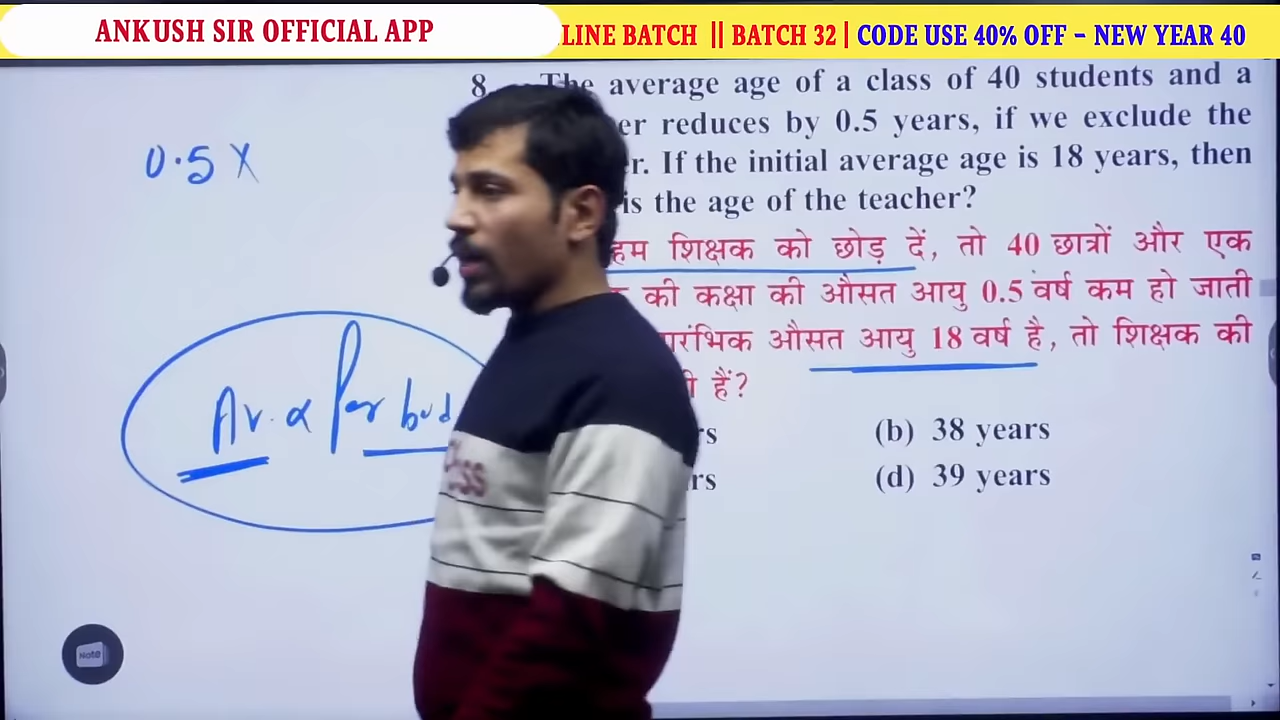 ANKUSH SIR OFFICIAL APP
LINE BATCH || BATCH 32 | CODE USE 40% OFF - NEW YEAR 40
8. The average age of a class of 40 students and a
er reduces by 0.5 years, if we exclude the
r. If the initial average age is 18 years, then
is the age of the teacher?
हम शिक्षक को छोड़ दें, तो 40 छात्रों और एक
की कक्षा की औसत आयु 0.5 वर्ष कम हो जाती
रंभिक औसत आयु 18 वर्ष है, तो शिक्षक की
हैं?
s
(b) 38 years
rs
(d) 39 years
0.5 X
Av. α For bud
Note